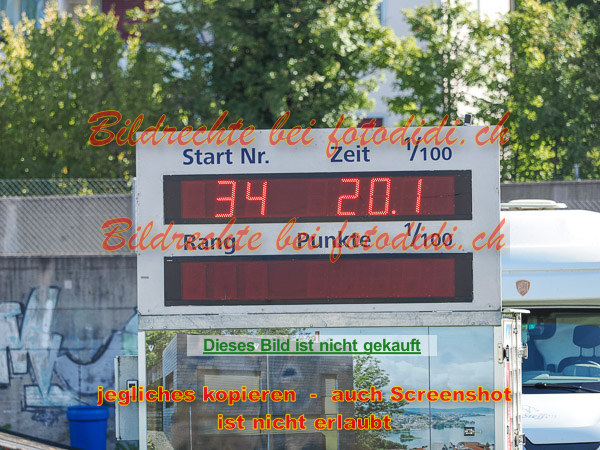 Bildrechte bei fotodidi.ch
Start Nr. Zeit 1/100
34 20.1
Bildrechte bei fotodidi.ch
Rang Punkte 1/100
Dieses Bild ist nicht gekauft
jegliches kopieren - auch Screenshot
ist nicht erlaubt